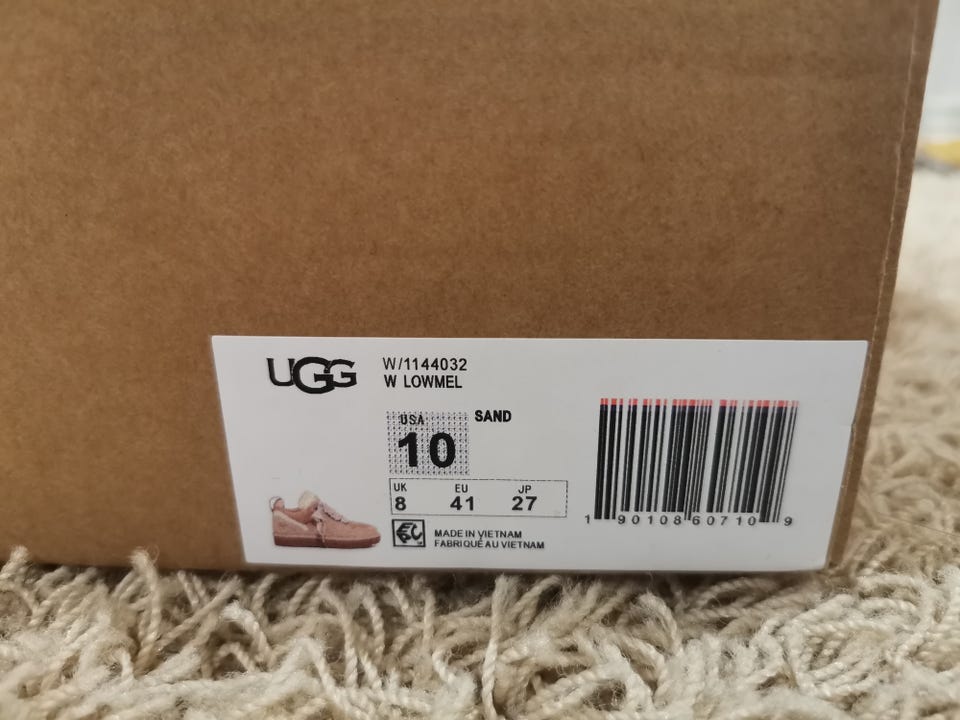 UGG
W/1144032
W LOWMEL
USA
10
SAND
UK EU JP
8 41 27
MADE IN VIETNAM
FABRIQUÉ AU VIETNAM
1 90108 60710 9